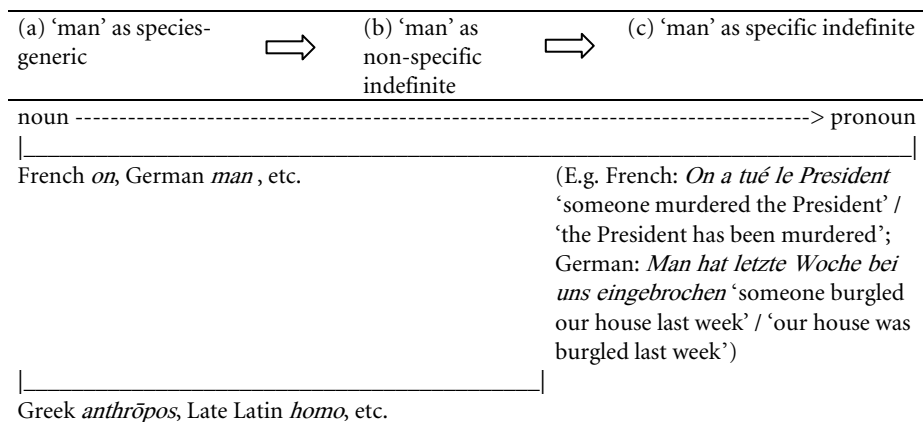 (a) ‘man’ as species-generic
(b) ‘man’ as non-specific indefinite
(c) ‘man’ as specific indefinite
noun -----------------------------------------------------------------------------------> pronoun
|__________________________________________________________________________|
French on, German man , etc.
(E.g. French: On a tué le President
‘someone murdered the President’ /
‘the President has been murdered’;
German: Man hat letzte Woche bei
uns eingebrochen ‘someone burgled
our house last week’ / ‘our house was
burgled last week’)
|___________________________________________|
Greek anthrōpos, Late Latin homo, etc.